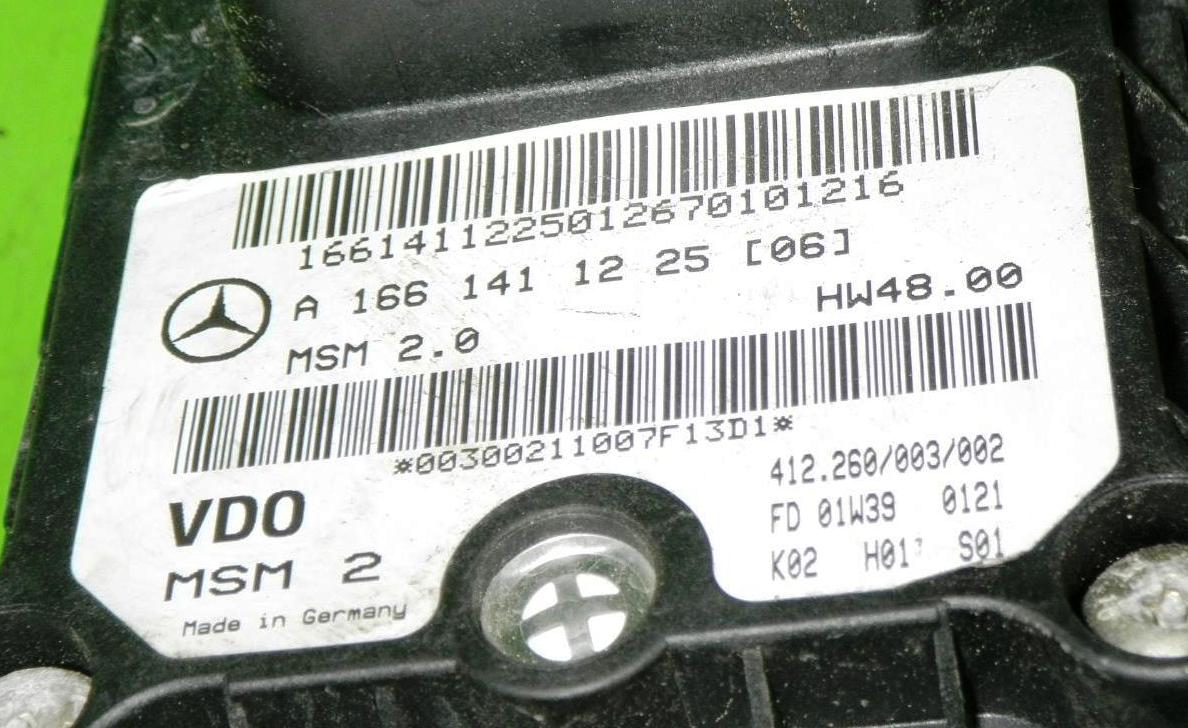 1661411225012670101216
A 166 141 12 25 [06]
MSM 2.0 HW48.00
*00300211007F13D1*
VDO
MSM 2
Made in Germany
412.260/003/002
FD 01W39 0121
K02 H01 S01